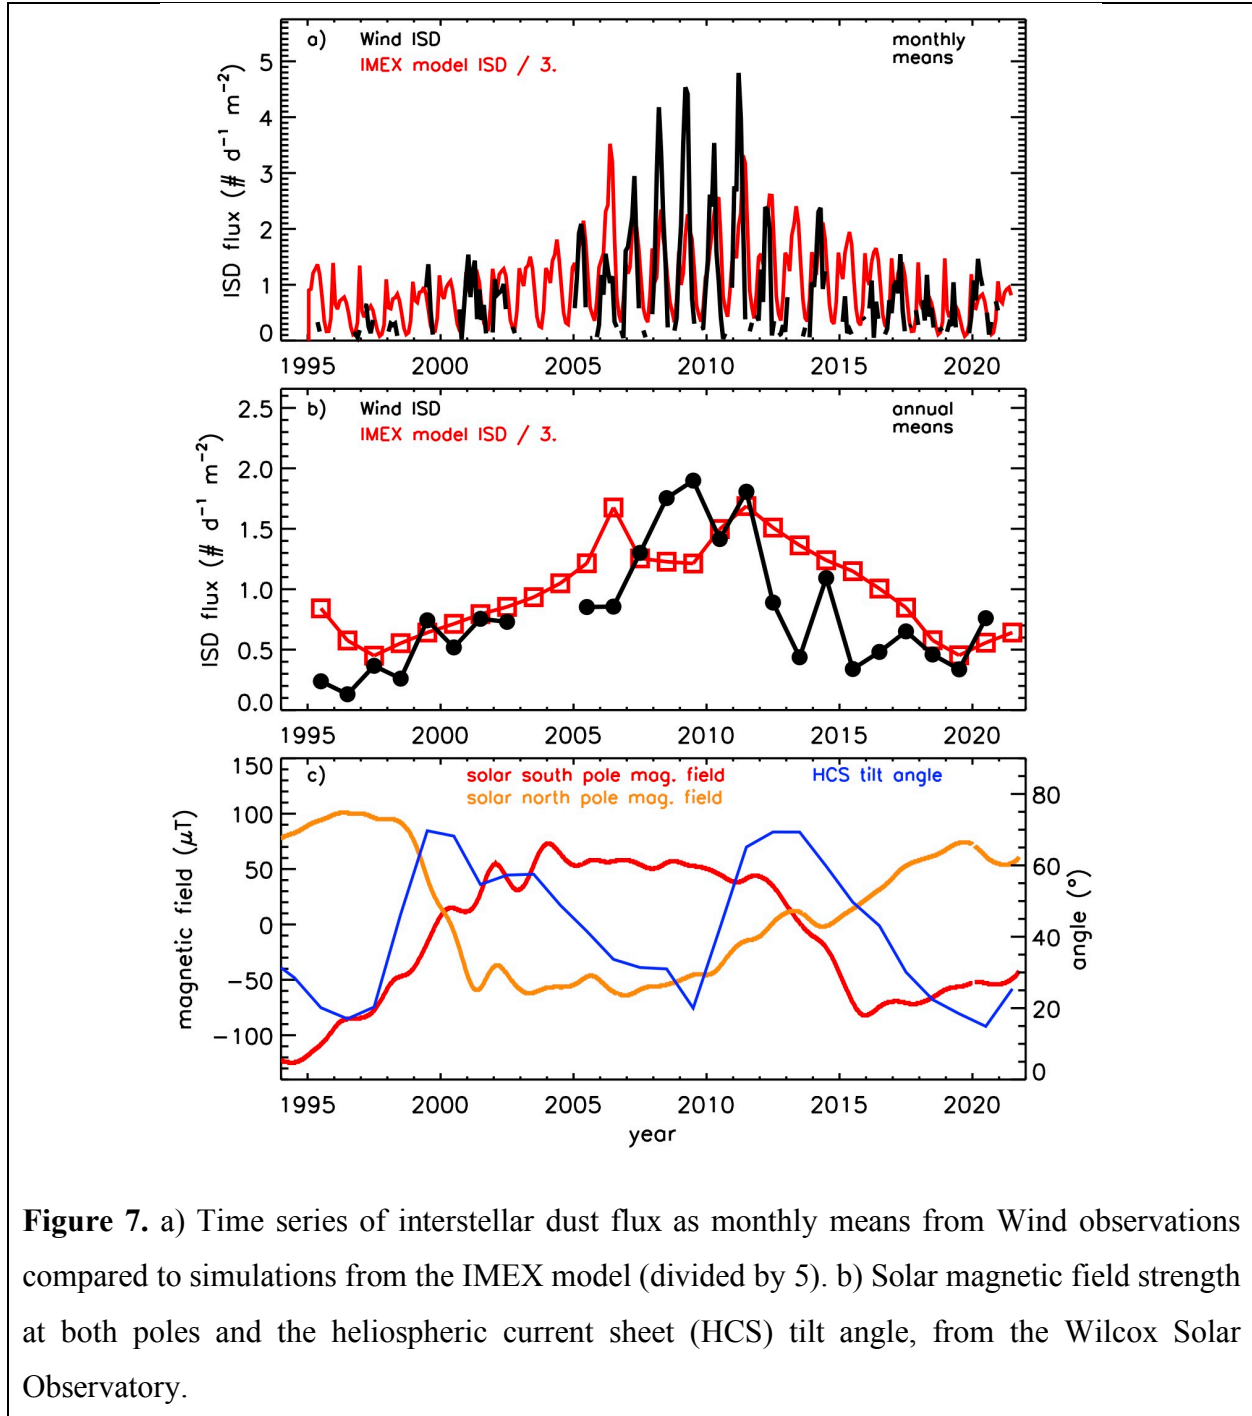 a) Wind ISD monthly
IMEX model ISD / 3. means
ISD flux (# d⁻¹ m⁻²)
5
4
3
2
1
0
1995 2000 2005 2010 2015 2020
b) Wind ISD annual
IMEX model ISD / 3. means
ISD flux (# d⁻¹ m⁻²)
2.5
2.0
1.5
1.0
0.5
0.0
1995 2000 2005 2010 2015 2020
c) solar south pole mag. field HCS tilt angle
solar north pole mag. field
magnetic field (μT)
150
100
50
0
−50
−100
80
60
40
20
0
angle (°)
1995 2000 2005 2010 2015 2020
year
Figure 7. a) Time series of interstellar dust flux as monthly means from Wind observations
compared to simulations from the IMEX model (divided by 5). b) Solar magnetic field strength
at both poles and the heliospheric current sheet (HCS) tilt angle, from the Wilcox Solar
Observatory.